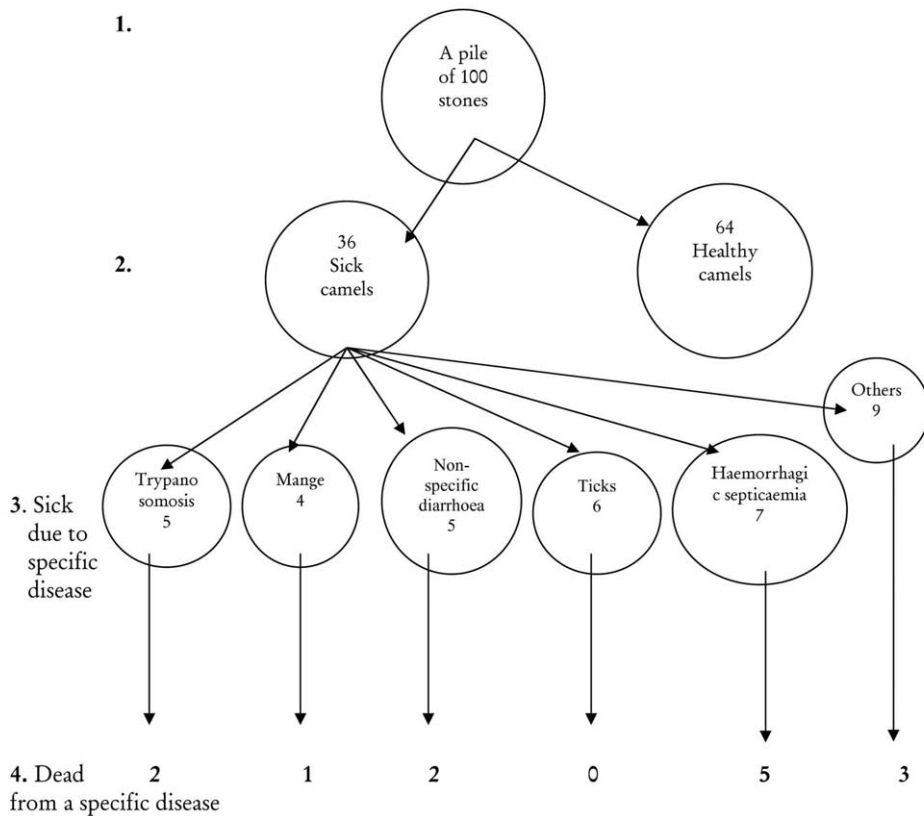 1.
A pile
of 100
stones
2.
36
Sick
camels
64
Healthy
camels
Others
9
3. Sick
due to
specific
disease
Trypano
somosis
5
Mange
4
Non-
specific
diarrhoea
5
Ticks
6
Haemorrhagi
c septicaemia
7
4. Dead
from a specific disease
2
1
2
0
5
3